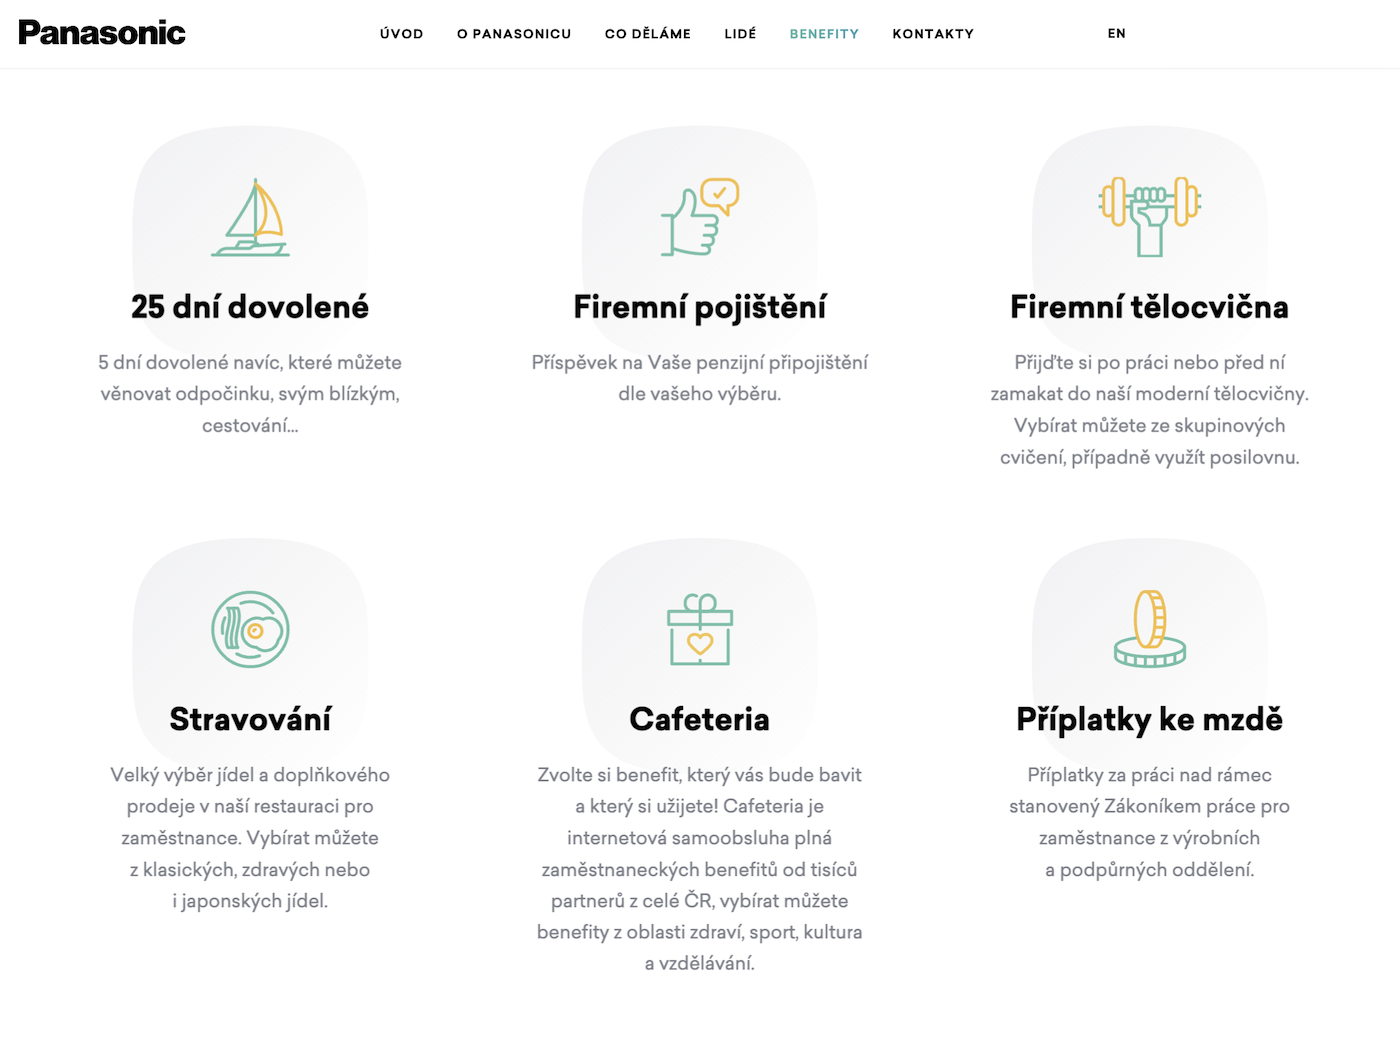 Panasonic
ÚVOD
O PANASONICU
CO DĚLÁME
LIDÉ
BENEFITY
KONTAKTY
EN
25 dní dovolené
5 dní dovolené navíc, které můžete
věnovat odpočinku, svým blízkým,
cestování...
Firemní pojištění
Příspěvek na Vaše penzijní připojištění
dle vašeho výběru.
Firemní tělocvična
Přijďte si po práci nebo před ní
zamakat do naší moderní tělocvičny.
Vybírat můžete ze skupinových
cvičení, případně využít posilovnu.
Stravování
Velký výběr jídel a doplňkového
prodeje v naší restauraci pro
zaměstnance. Vybírat můžete
z klasických, zdravých nebo
i japonských jídel.
Cafeteria
Zvolte si benefit, který vás bude bavit
a který si užijete! Cafeteria je
internetová samoobsluha plná
zaměstnaneckých benefitů od tisíců
partnerů z celé ČR, vybírat můžete
benefity z oblasti zdraví, sport, kultura
a vzdělávání.
Příplatky ke mzdě
Příplatky za práci nad rámec
stanovený Zákoníkem práce pro
zaměstnance z výrobních
a podpůrných oddělení.